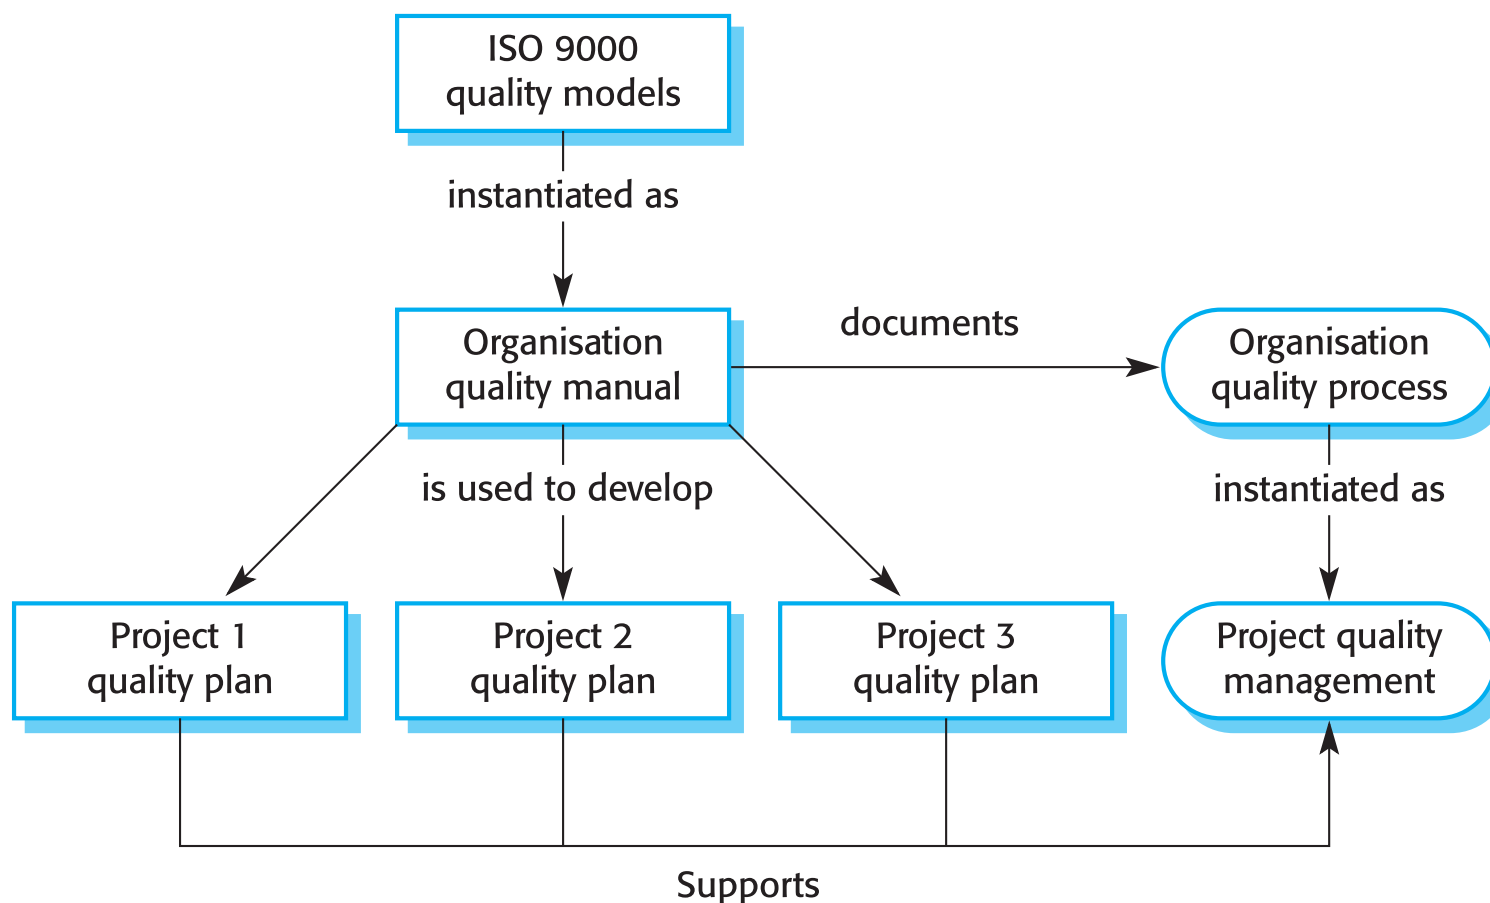 ISO 9000
quality models
instantiated as
Organisation
quality manual
documents
Organisation
quality process
is used to develop
instantiated as
Project 1
quality plan
Project 2
quality plan
Project 3
quality plan
Project quality
management
Supports